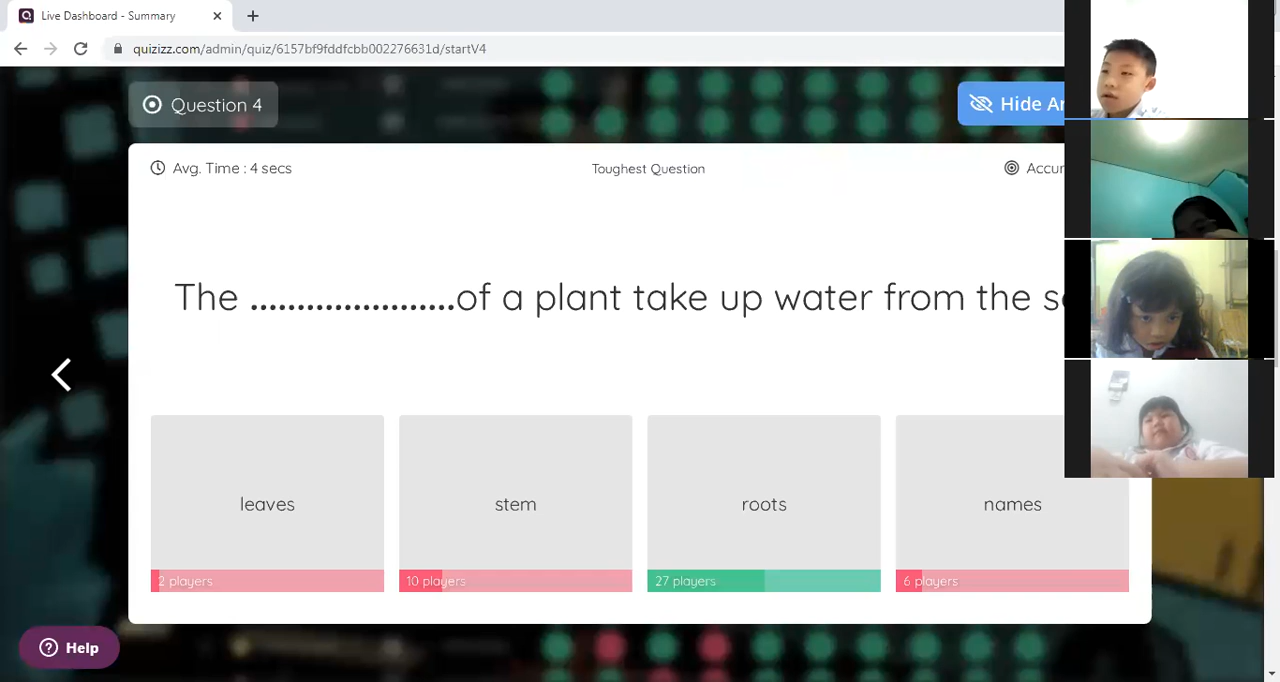 Live Dashboard - Summary
quizizz.com/admin/quiz/6157bf9fddfcbb002276631d/startV4
Question 4
Hide
Avg. Time : 4 secs
Toughest Question
The ......................of a plant take up water from the
leaves
stem
roots
names
2 players
10 players
27 players
6 players
Help